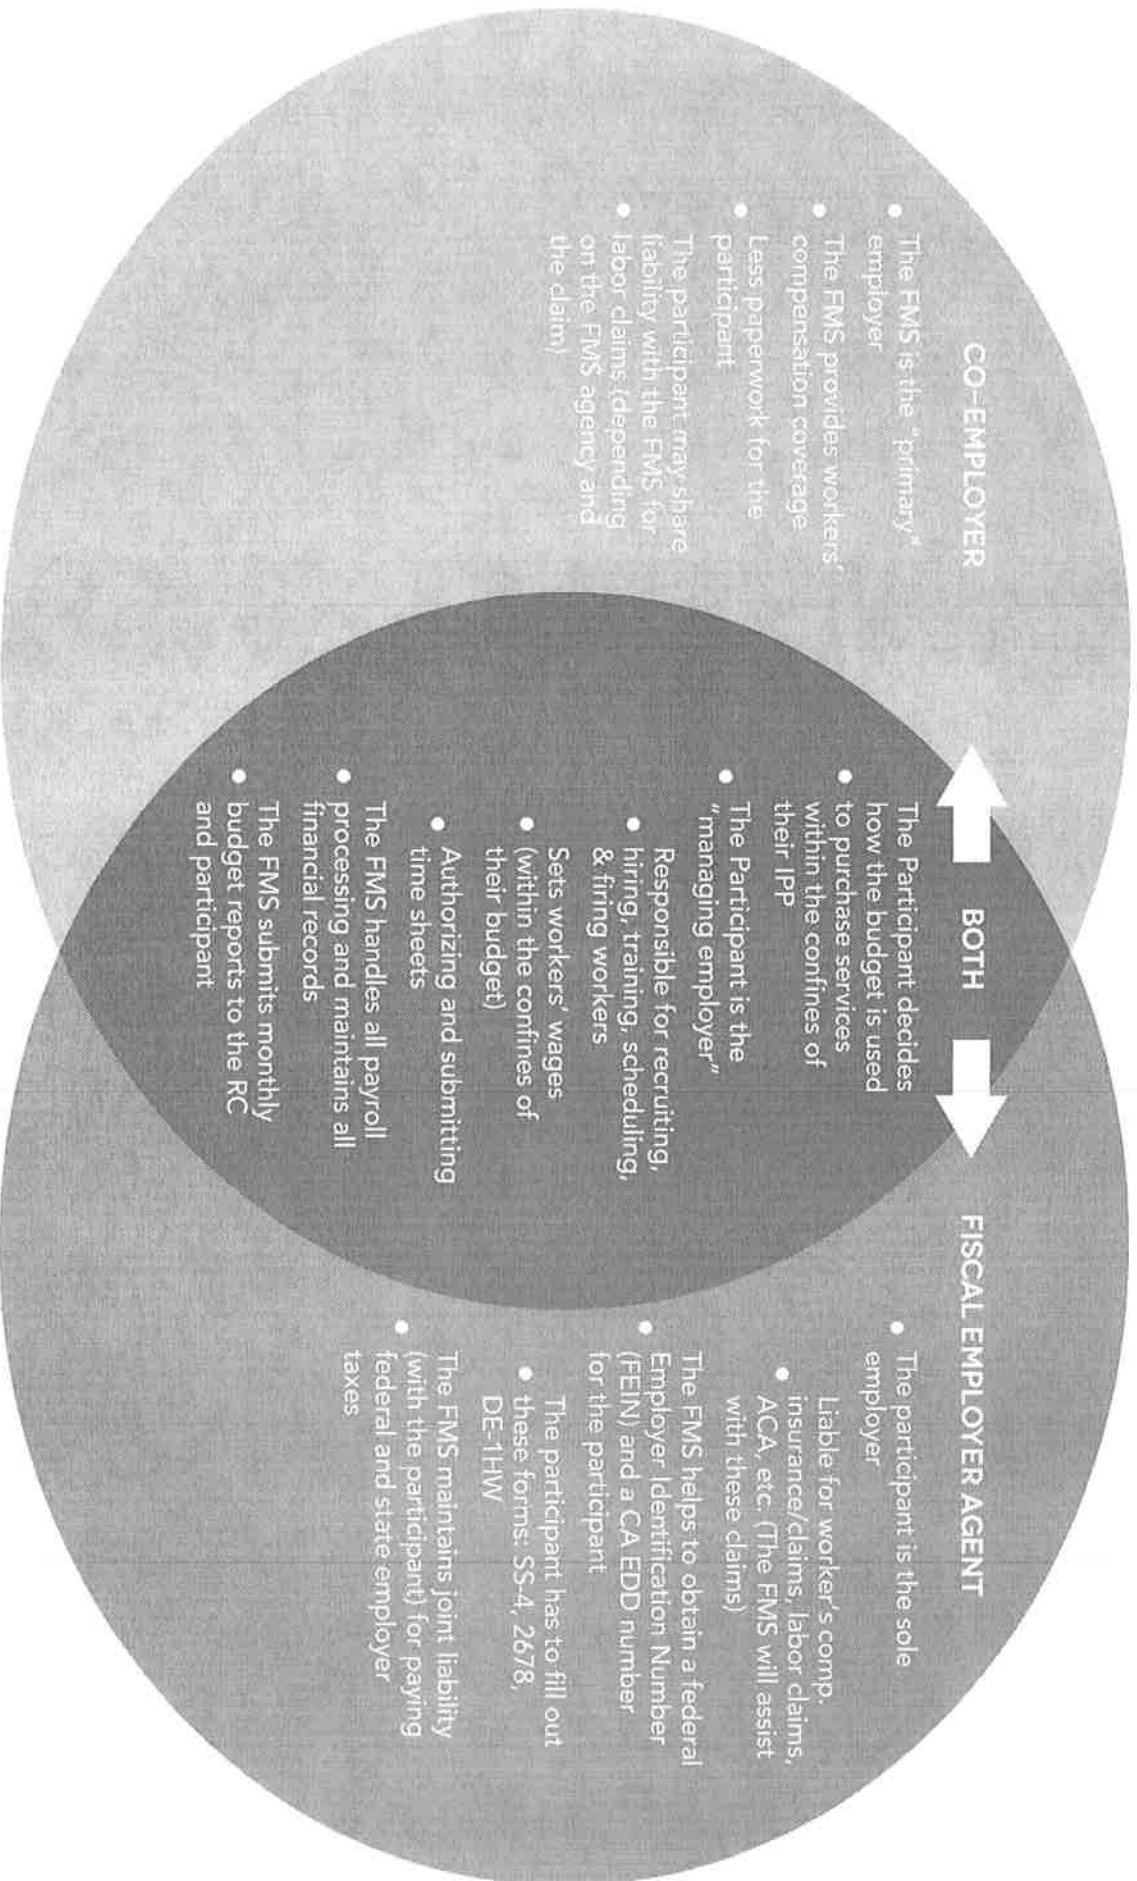 CO-EMPLOYER
• The FMS is the "primary"
employer
• The FMS provides workers'
compensation coverage
• Less paperwork for the
participant
The participant may share
liability with the FMS for
• labor claims (depending
on the FMS agency and
the claim)
BOTH
The Participant decides
how the budget is used
• to purchase services
within the confines of
their IPP
• The Participant is the
"managing employer"
Responsible for recruiting,
• hiring, training, scheduling,
& firing workers
Sets workers' wages
• (within the confines of
their budget)
• Authorizing and submitting
time sheets
The FMS handles all payroll
• processing and maintains all
financial records
The FMS submits monthly
• budget reports to the RC
and participant
FISCAL EMPLOYER AGENT
• The participant is the sole
employer
Liable for worker's comp.
insurance/claims, labor claims,
• ACA, etc. (The FMS will assist
with these claims)
The FMS helps to obtain a federal
• Employer Identification Number
(FEIN) and a CA EDD number
for the participant
The participant has to fill out
• these forms: SS-4, 2678,
DE-1HW
The FMS maintains joint liability
• (with the participant) for paying
federal and state employer
taxes